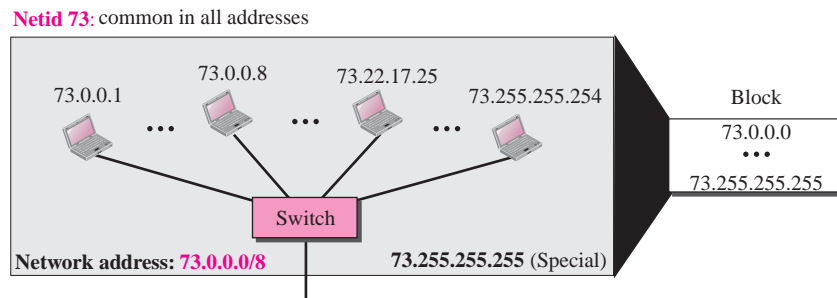 Netid 73: common in all addresses
73.0.0.1
73.0.0.8
73.22.17.25
73.255.255.254
Switch
Network address: 73.0.0.0/8
73.255.255.255 (Special)
Block
73.0.0.0
73.255.255.255